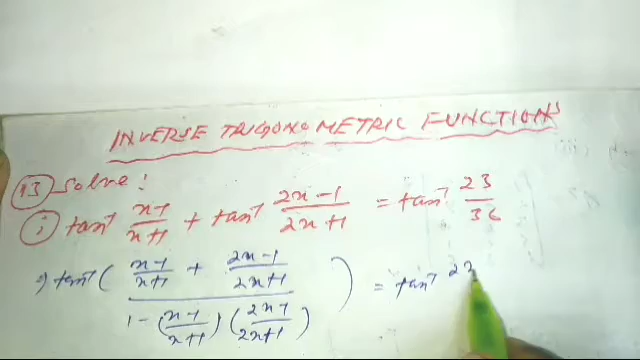 INVERSE TRIGONOMETRIC FUNCTIONS
13 Solve:
i) tan⁻¹ (x-1)/(x+1) + tan⁻¹ (2x-1)/(2x+1) = tan⁻¹ 23/36
⇒ tan⁻¹ ( ((x-1)/(x+1) + (2x-1)/(2x+1)) / (1 - ((x-1)/(x+1)) ((2x-1)/(2x+1))) ) = tan⁻¹ 23